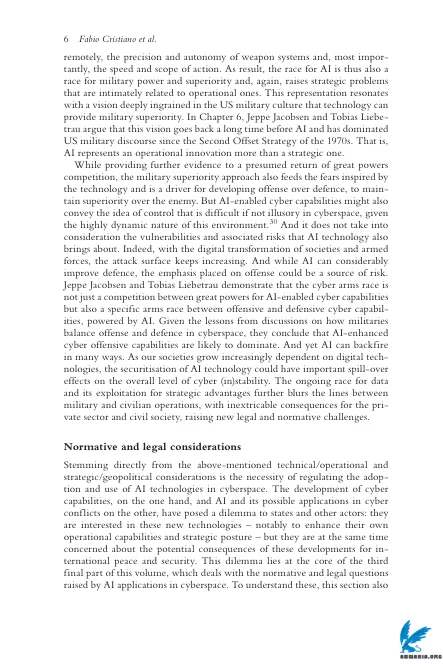 6 Fabio Cristiano et al.
remotely, the precision and autonomy of weapon systems and, most impor-
tantly, the speed and scope of action. As result, the race for AI is thus also a
race for military power and superiority and, again, raises strategic problems
that are intimately related to operational ones. This representation resonates
with a vision deeply ingrained in the US military culture that technology can
provide military superiority. In Chapter 6, Jeppe Jacobsen and Tobias Liebe-
trau argue that this vision goes back a long time before AI and has dominated
US military discourse since the Second Offset Strategy of the 1970s. That is,
AI represents an operational innovation more than a strategic one.
While providing further evidence to a presumed return of great powers
competition, the military superiority approach also feeds the fears inspired by
the technology and is a driver for developing offense over defence, to main-
tain superiority over the enemy. But AI-enabled cyber capabilities might also
convey the idea of control that is difficult if not illusory in cyberspace, given
the highly dynamic nature of this environment.30 And it does not take into
consideration the vulnerabilities and associated risks that AI technology also
brings about. Indeed, with the digital transformation of societies and armed
forces, the attack surface keeps increasing. And while AI can considerably
improve defence, the emphasis placed on offense could be a source of risk.
Jeppe Jacobsen and Tobias Liebetrau demonstrate that the cyber arms race is
not just a competition between great powers for AI-enabled cyber capabilities
but also a specific arms race between offensive and defensive cyber capabil-
ities, powered by AI. Given the lessons from discussions on how militaries
balance offense and defence in cyberspace, they conclude that AI-enhanced
cyber offensive capabilities are likely to dominate. And yet AI can backfire
in many ways. As our societies grow increasingly dependent on digital tech-
nologies, the securitisation of AI technology could have important spill-over
effects on the overall level of cyber (in)stability. The ongoing race for data
and its exploitation for strategic advantages further blurs the lines between
military and civilian operations, with inextricable consequences for the pri-
vate sector and civil society, raising new legal and normative challenges.
Normative and legal considerations
Stemming directly from the above-mentioned technical/operational and
strategic/geopolitical considerations is the necessity of regulating the adop-
tion and use of AI technologies in cyberspace. The development of cyber
capabilities, on the one hand, and AI and its possible applications in cyber
conflicts on the other, have posed a dilemma to states and other actors: they
are interested in these new technologies – notably to enhance their own
operational capabilities and strategic posture – but they are at the same time
concerned about the potential consequences of these developments for in-
ternational peace and security. This dilemma lies at the core of the third
final part of this volume, which deals with the normative and legal questions
raised by AI applications in cyberspace. To understand these, this section also